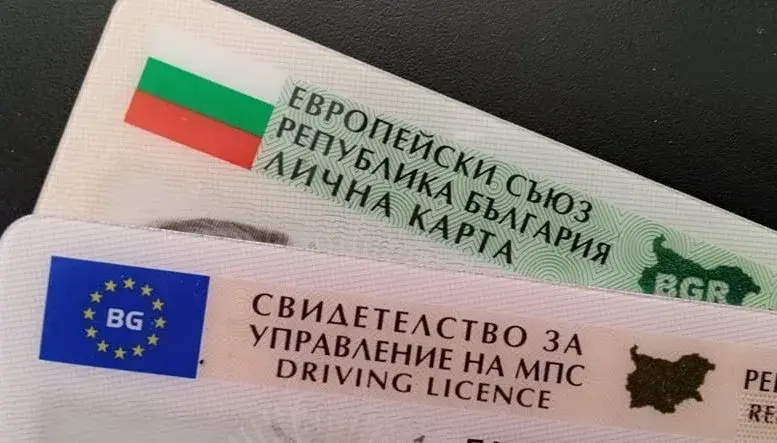 ЕВРОПЕЙСКИ СЪЮЗ
РЕПУБЛИКА БЪЛГАРИЯ
ЛИЧНА КАРТА
BGR
BG
СВИДЕТЕЛСТВО ЗА
УПРАВЛЕНИЕ НА МПС
DRIVING LICENCE